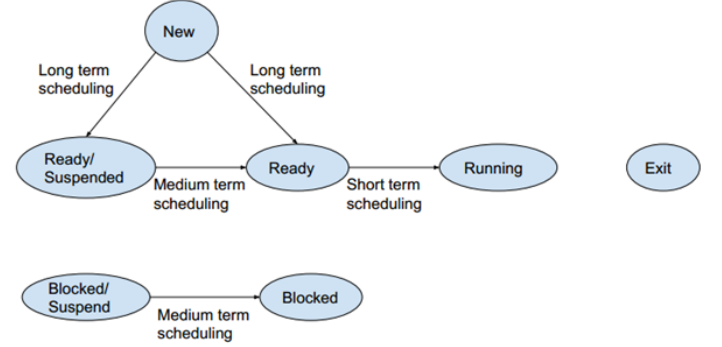 New
Long term
scheduling
Long term
scheduling
Ready/
Suspended
Ready
Running
Exit
Medium term
scheduling
Short term
scheduling
Blocked/
Suspend
Blocked
Medium term
scheduling